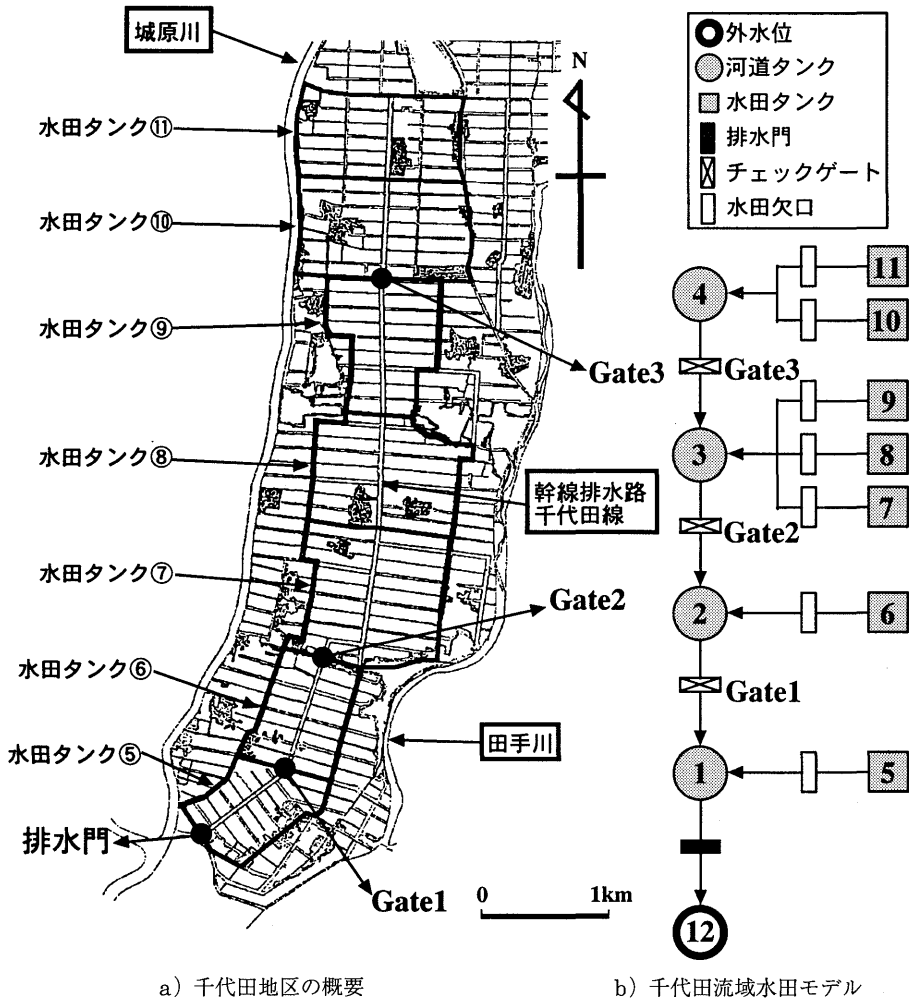 城原川
N
水田タンク⑪
水田タンク⑩
水田タンク⑨
Gate3
水田タンク⑧
幹線排水路
千代田線
水田タンク⑦
Gate2
水田タンク⑥
水田タンク⑤
田手川
排水門
Gate1
0 1km
a）千代田地区の概要
外水位
河道タンク
水田タンク
排水門
チェックゲート
水田欠口
11
4
10
Gate3
9
3
8
7
Gate2
2
6
Gate1
1
5
12
b）千代田流域水田モデル